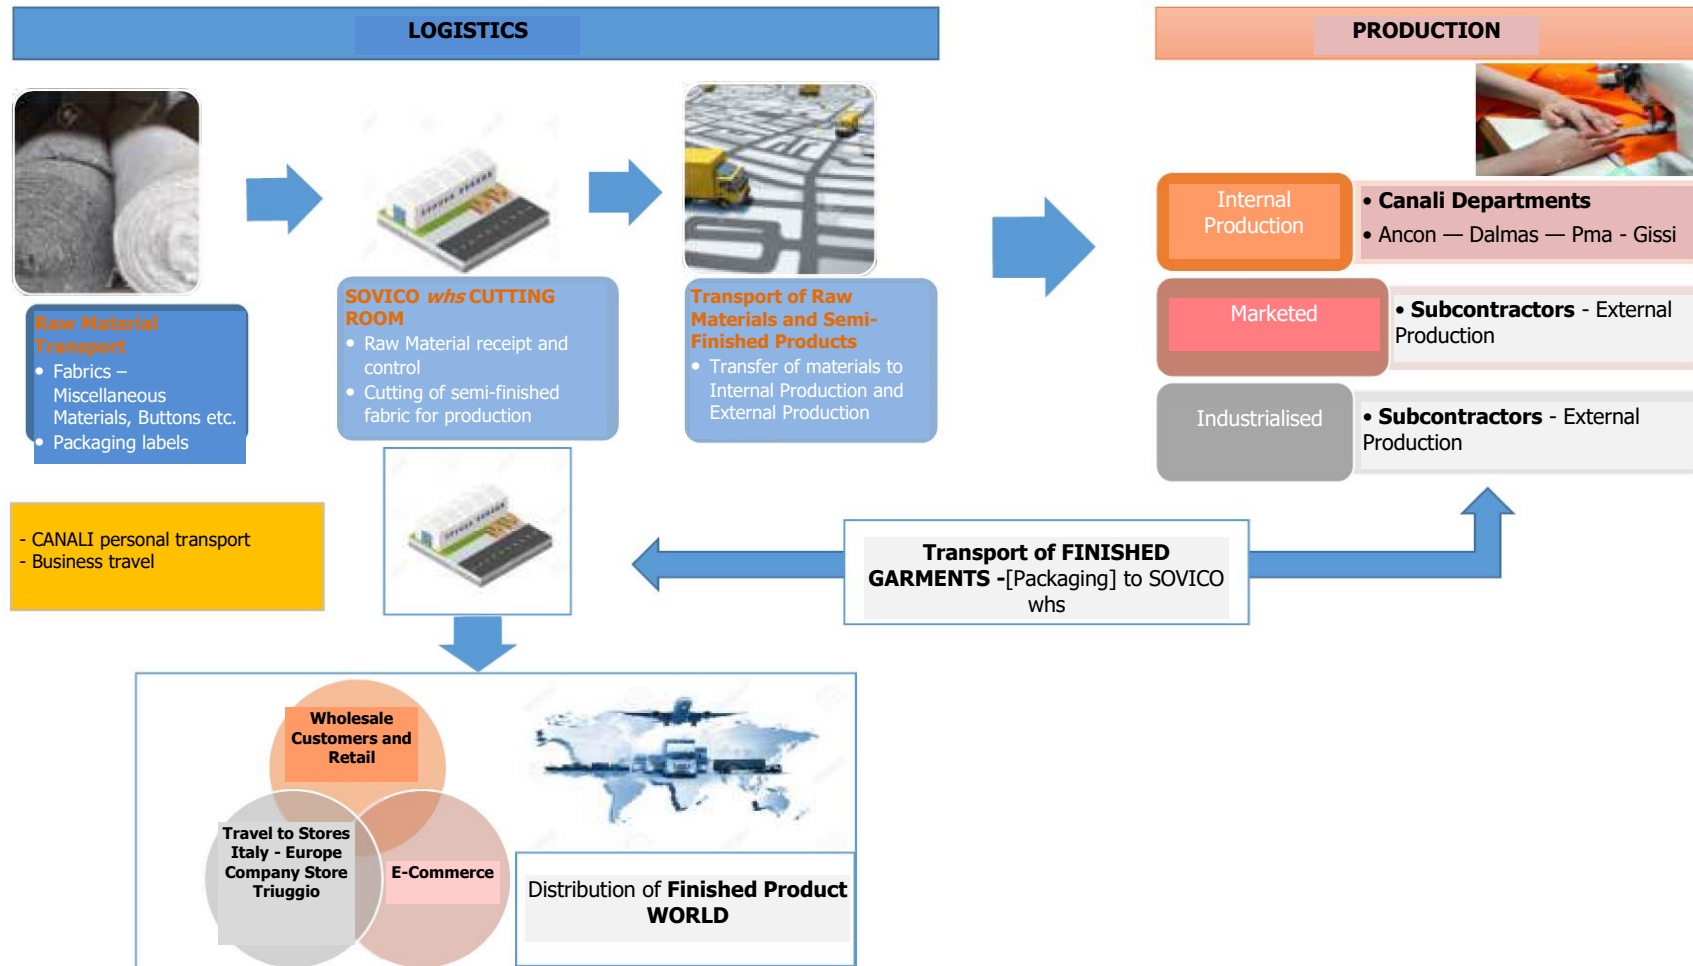 LOGISTICS
PRODUCTION
Raw Material
Transport
• Fabrics –
Miscellaneous
Materials, Buttons etc.
• Packaging labels
SOVICO whs CUTTING
ROOM
• Raw Material receipt and
control
• Cutting of semi-finished
fabric for production
Transport of Raw
Materials and Semi-
Finished Products
• Transfer of materials to
Internal Production and
External Production
Internal
Production
• Canali Departments
• Ancon — Dalmas — Pma - Gissi
Marketed
• Subcontractors - External
Production
Industrialised
• Subcontractors - External
Production
- CANALI personal transport
- Business travel
Transport of FINISHED
GARMENTS -[Packaging] to SOVICO
whs
Wholesale
Customers and
Retail
Travel to Stores
Italy - Europe
Company Store
Triuggio
E-Commerce
Distribution of Finished Product
WORLD